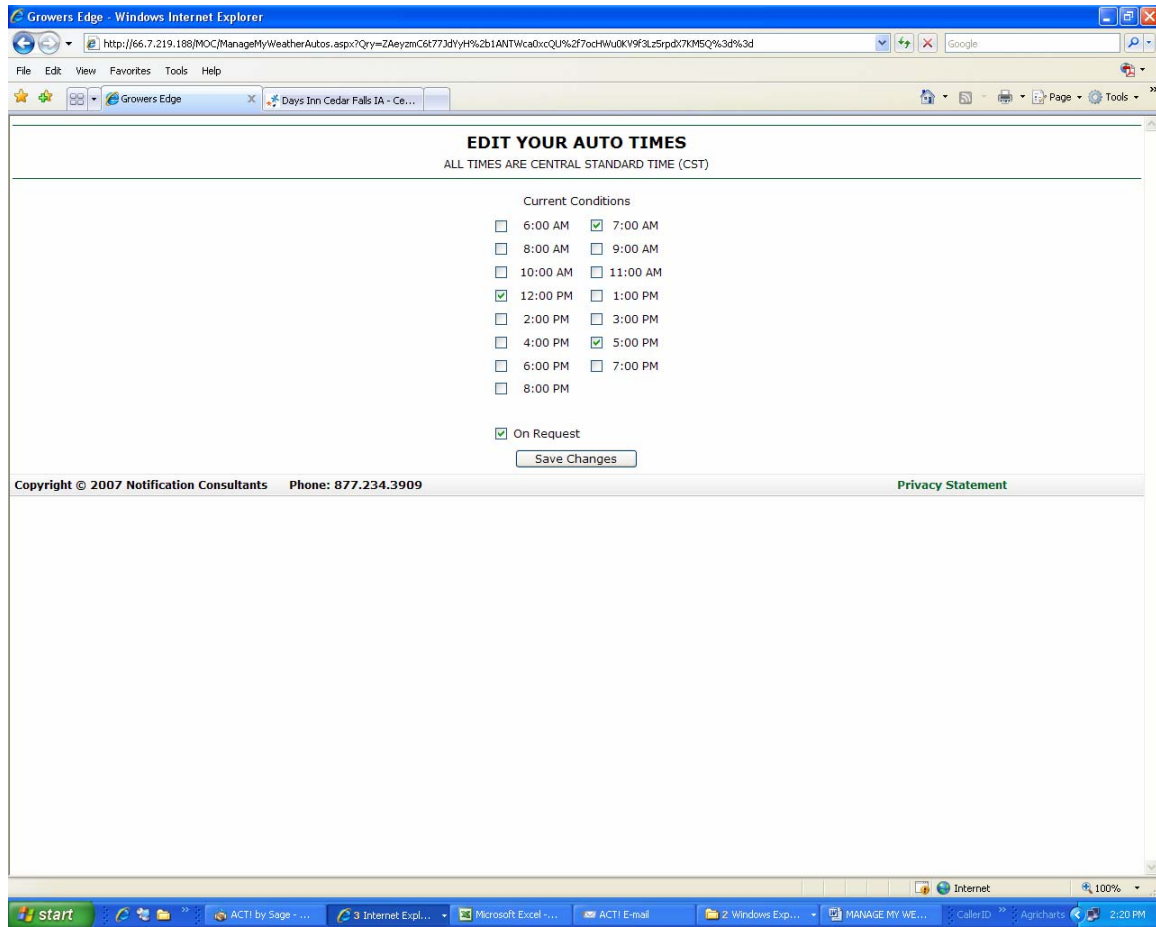 Growers Edge - Windows Internet Explorer
http://66.7.219.188/MOC/ManageMyWeatherAutos.aspx?Qry=ZAeyzmC6t77JdYyH%2b1ANTWca0xcQU%2f7ocHWu0KV9f3Lz5rpdX7KM5Q%3d%3d
Google
File Edit View Favorites Tools Help
Growers Edge
Days Inn Cedar Falls IA - Ce...
Page Tools
EDIT YOUR AUTO TIMES
ALL TIMES ARE CENTRAL STANDARD TIME (CST)
Current Conditions
6:00 AM 7:00 AM
8:00 AM 9:00 AM
10:00 AM 11:00 AM
12:00 PM 1:00 PM
2:00 PM 3:00 PM
4:00 PM 5:00 PM
6:00 PM 7:00 PM
8:00 PM
On Request
Save Changes
Copyright © 2007 Notification Consultants Phone: 877.234.3909 Privacy Statement
Internet 100%
start ACT! by Sage - ... 3 Internet Expl... Microsoft Excel -... ACT! E-mail 2 Windows Exp... MANAGE MY WE... CallerID Agricharts 2:20 PM